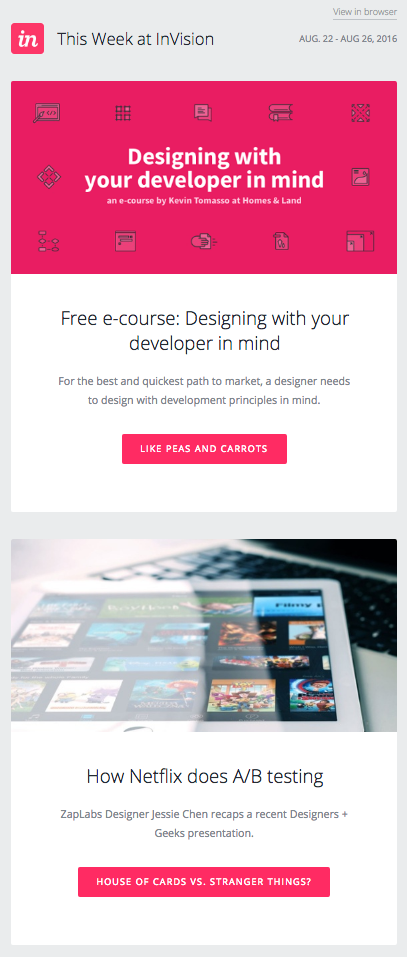 View in browser
in
This Week at InVision
AUG. 22 - AUG 26, 2016
Designing with
your developer in mind
an e-course by Kevin Tomasso at Homes & Land
Free e-course: Designing with your
developer in mind
For the best and quickest path to market, a designer needs
to design with development principles in mind.
LIKE PEAS AND CARROTS
How Netflix does A/B testing
ZapLabs Designer Jessie Chen recaps a recent Designers +
Geeks presentation.
HOUSE OF CARDS VS. STRANGER THINGS?